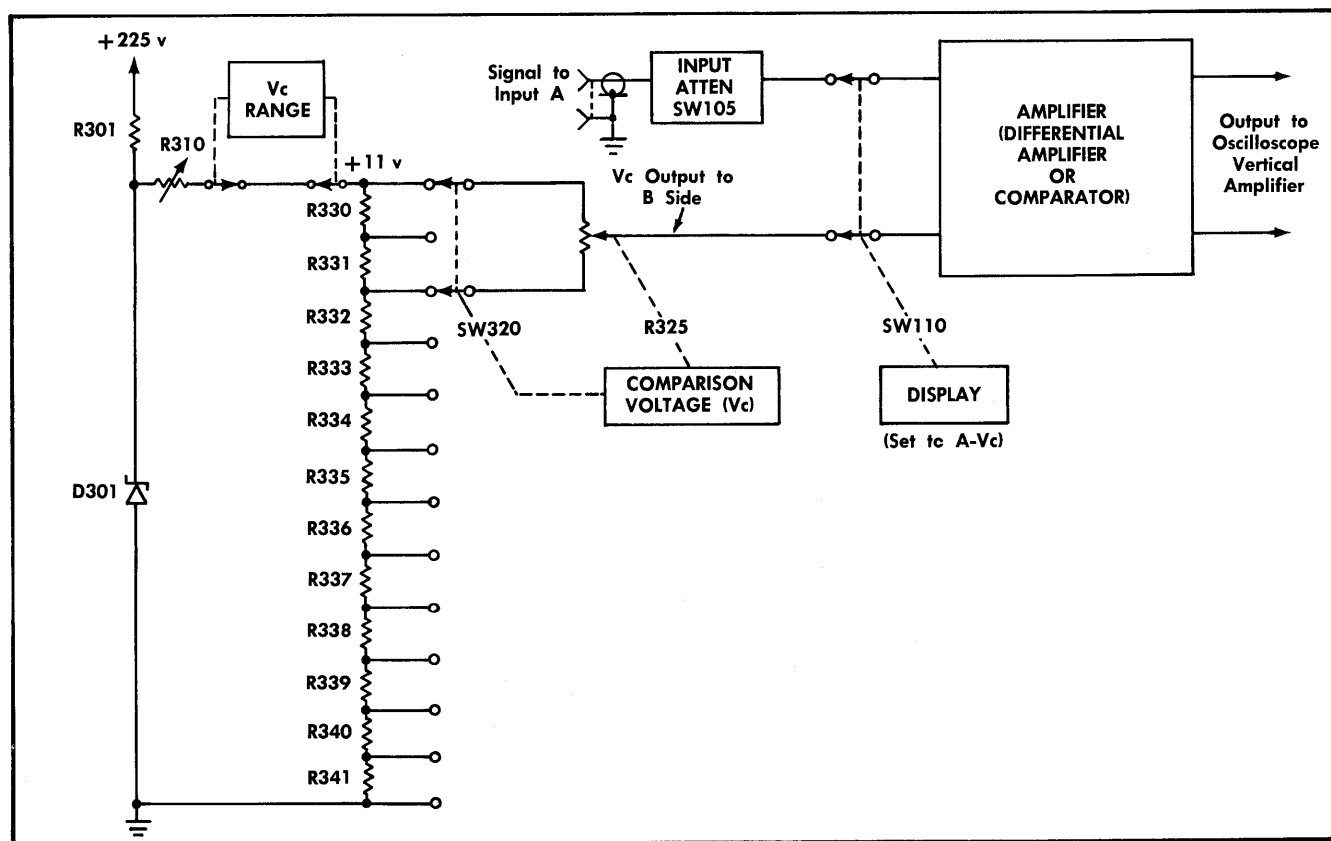 +225 v
R301
R310
Vc
RANGE
+11 v
Signal to
Input A
INPUT
ATTEN
SW105
AMPLIFIER
(DIFFERENTIAL
AMPLIFIER
OR
COMPARATOR)
Output to
Oscilloscope
Vertical
Amplifier
Vc Output to
B Side
R330
R331
R332
R333
R334
R335
R336
R337
R338
R339
R340
R341
SW320
R325
SW110
COMPARISON
VOLTAGE (Vc)
DISPLAY
(Set tc A-Vc)
D301